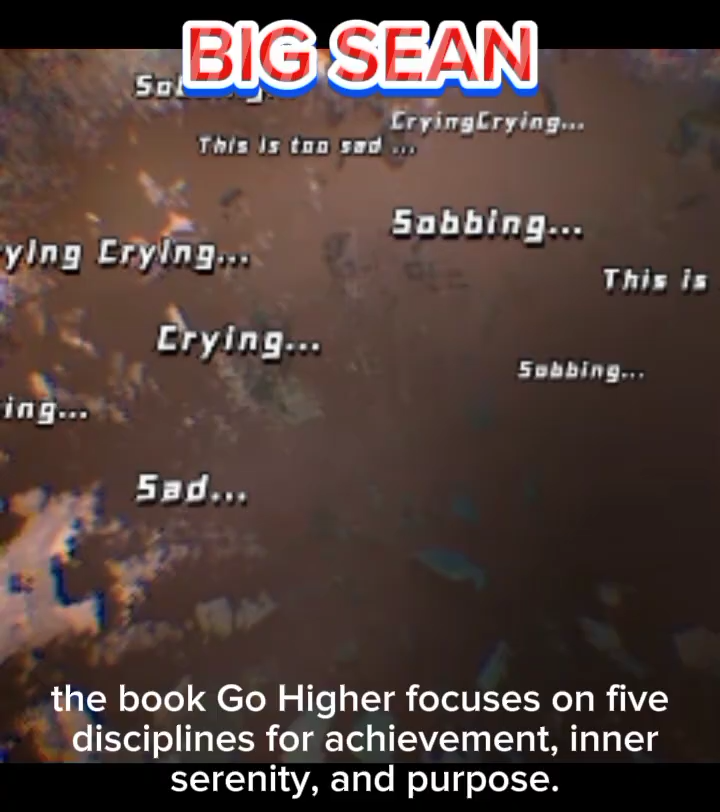 BIG SEAN
CryingCrying...
This is too sad ...
Sobbing...
ying Crying...
This is
Crying...
Sobbing...
ing...
Sad...
the book Go Higher focuses on five
disciplines for achievement, inner
serenity, and purpose.